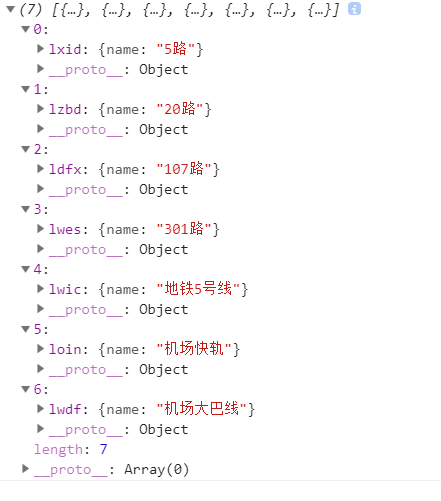 (7) [{…}, {…}, {…}, {…}, {…}, {…}, {…}] i
0:
lxid: {name: "5路"}
__proto__: Object
1:
lzbd: {name: "20路"}
__proto__: Object
2:
ldfx: {name: "107路"}
__proto__: Object
3:
lwes: {name: "301路"}
__proto__: Object
4:
lwic: {name: "地铁5号线"}
__proto__: Object
5:
loin: {name: "机场快轨"}
__proto__: Object
6:
lwdf: {name: "机场大巴线"}
__proto__: Object
length: 7
__proto__: Array(0)